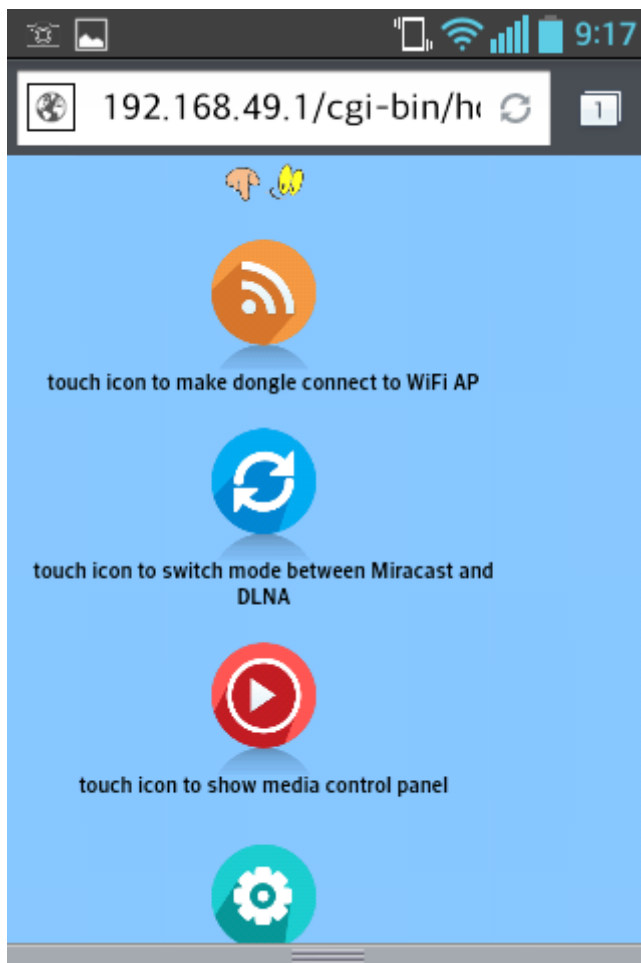 9:17
192.168.49.1/cgi-bin/h
1
touch icon to make dongle connect to WiFi AP
touch icon to switch mode between Miracast and
DLNA
touch icon to show media control panel